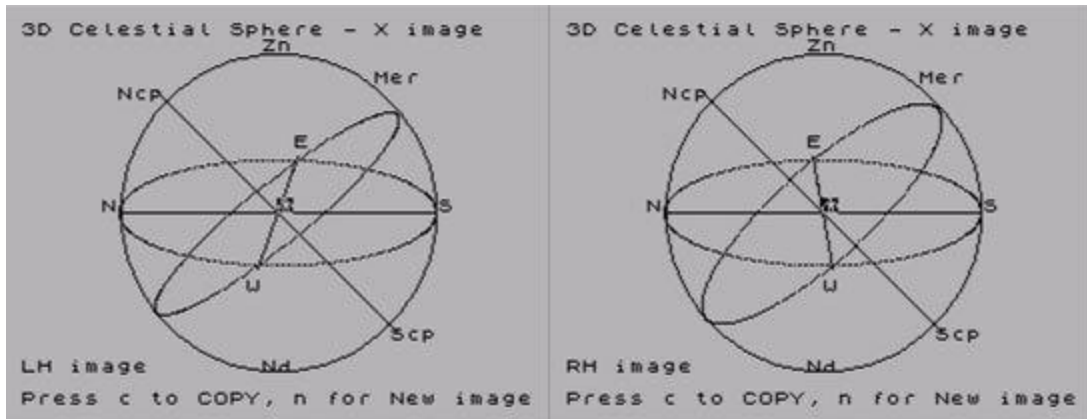 3D Celestial Sphere - X image
Zn
Mer
Ncp
E
N
S
W
Scp
Nd
LH image
Press c to COPY, n for New image
3D Celestial Sphere - X image
Zn
Mer
Ncp
E
N
S
W
Scp
Nd
RH image
Press c to COPY, n for New image